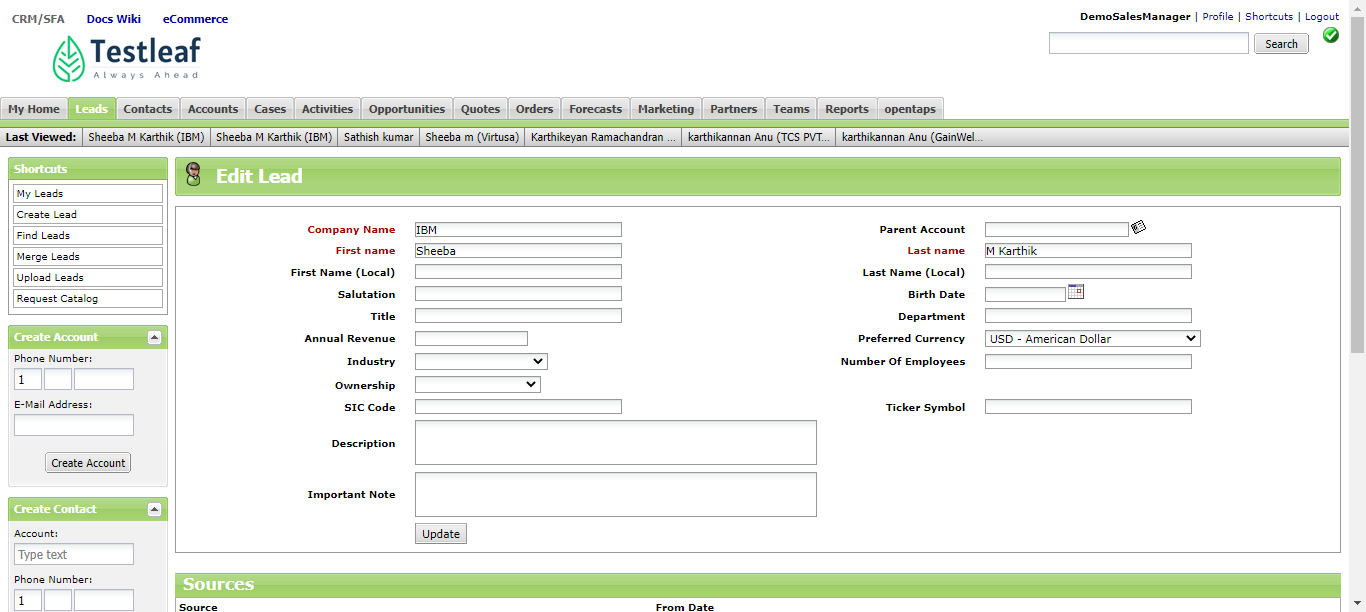 CRM/SFA Docs Wiki eCommerce
DemoSalesManager | Profile | Shortcuts | Logout
Testleaf
Always Ahead
Search
My Home Leads Contacts Accounts Cases Activities Opportunities Quotes Orders Forecasts Marketing Partners Teams Reports opentaps
Last Viewed: Sheeba M Karthik (IBM) Sheeba M Karthik (IBM) Sathish kumar Sheeba m (Virtusa) Karthikeyan Ramachandran ... karthikannan Anu (TCS PVT... karthikannan Anu (GainWel...
Shortcuts
My Leads
Create Lead
Find Leads
Merge Leads
Upload Leads
Request Catalog
Create Account
Phone Number:
1
E-Mail Address:
Create Account
Create Contact
Account:
Type text
Phone Number:
1
Edit Lead
Company Name IBM Parent Account
First name Sheeba Last name M Karthik
First Name (Local) Last Name (Local)
Salutation Birth Date
Title Department
Annual Revenue Preferred Currency USD - American Dollar
Industry Number Of Employees
Ownership
SIC Code Ticker Symbol
Description
Important Note
Update
Sources
Source From Date